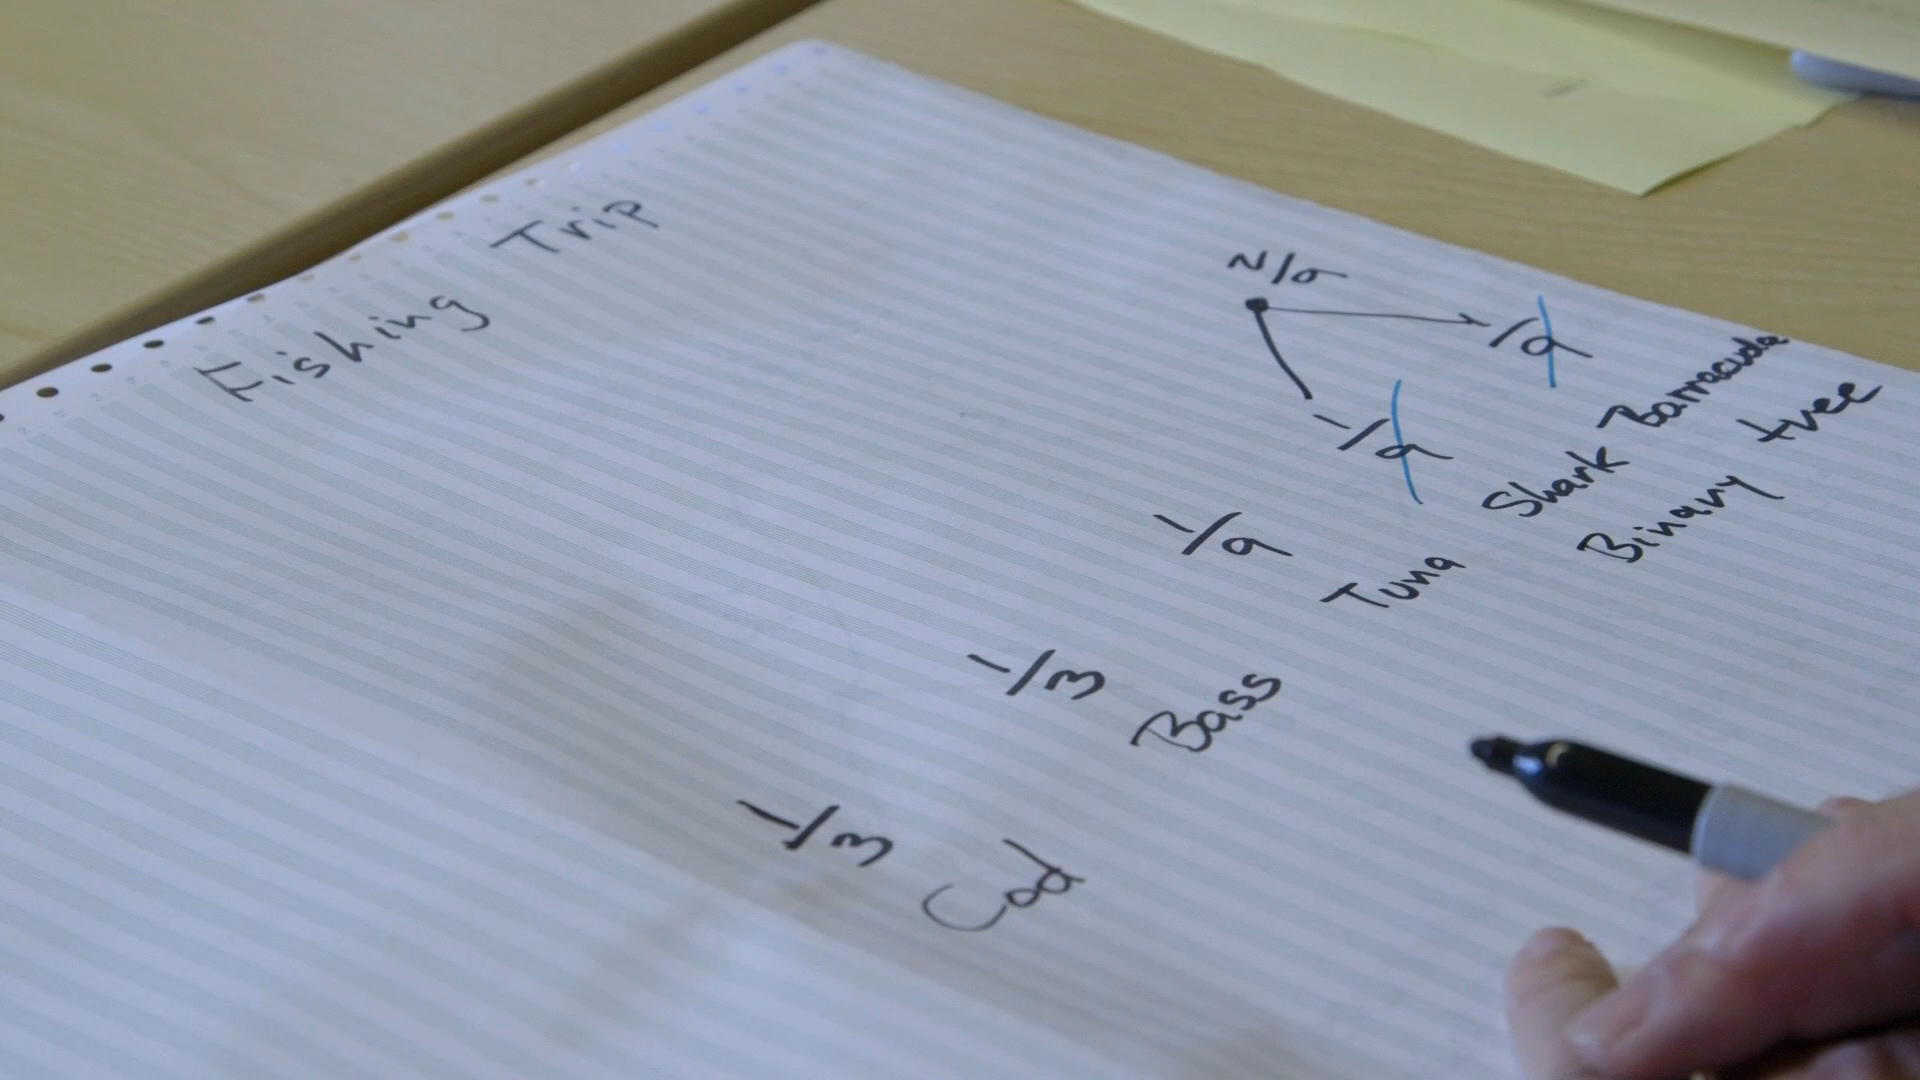 Fishing Trip
2/9
1/3 1/3 1/9 1/9 1/9
Cod Bass Tuna Shark Barracuda
Binary tree